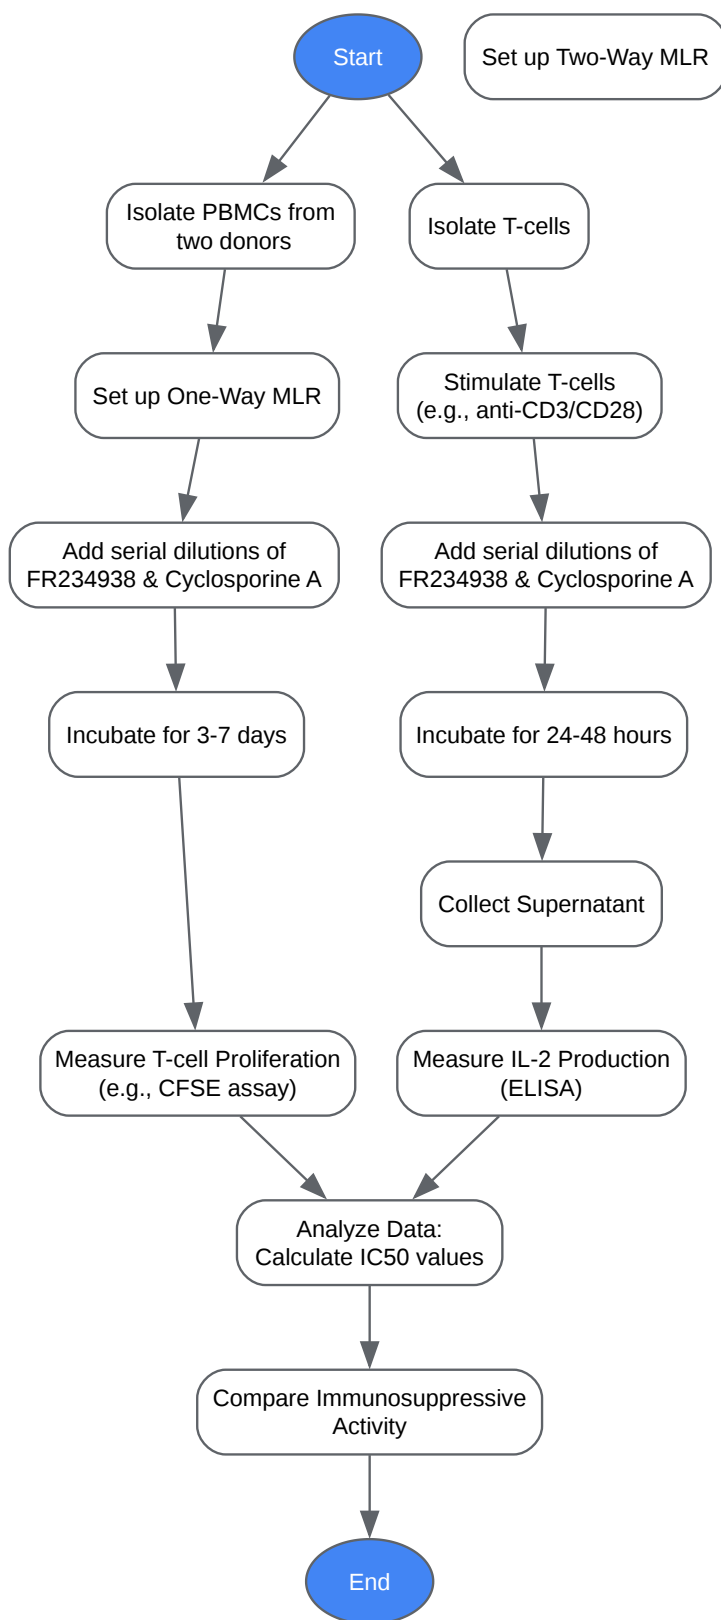 Start
Set up Two-Way MLR
Isolate PBMCs from
two donors
Isolate T-cells
Set up One-Way MLR
Stimulate T-cells
(e.g., anti-CD3/CD28)
Add serial dilutions of
FR234938 & Cyclosporine A
Add serial dilutions of
FR234938 & Cyclosporine A
Incubate for 3-7 days
Incubate for 24-48 hours
Collect Supernatant
Measure T-cell Proliferation
(e.g., CFSE assay)
Measure IL-2 Production
(ELISA)
Analyze Data:
Calculate IC50 values
Compare Immunosuppressive
Activity
End